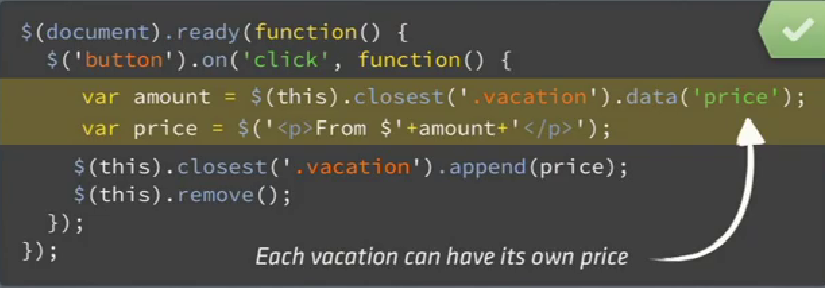 $(document).ready(function() {
$('button').on('click', function() {
var amount = $(this).closest('.vacation').data('price');
var price = $('<p>From $'+amount+'</p>');
$(this).closest('.vacation').append(price);
$(this).remove();
});
});
Each vacation can have its own price